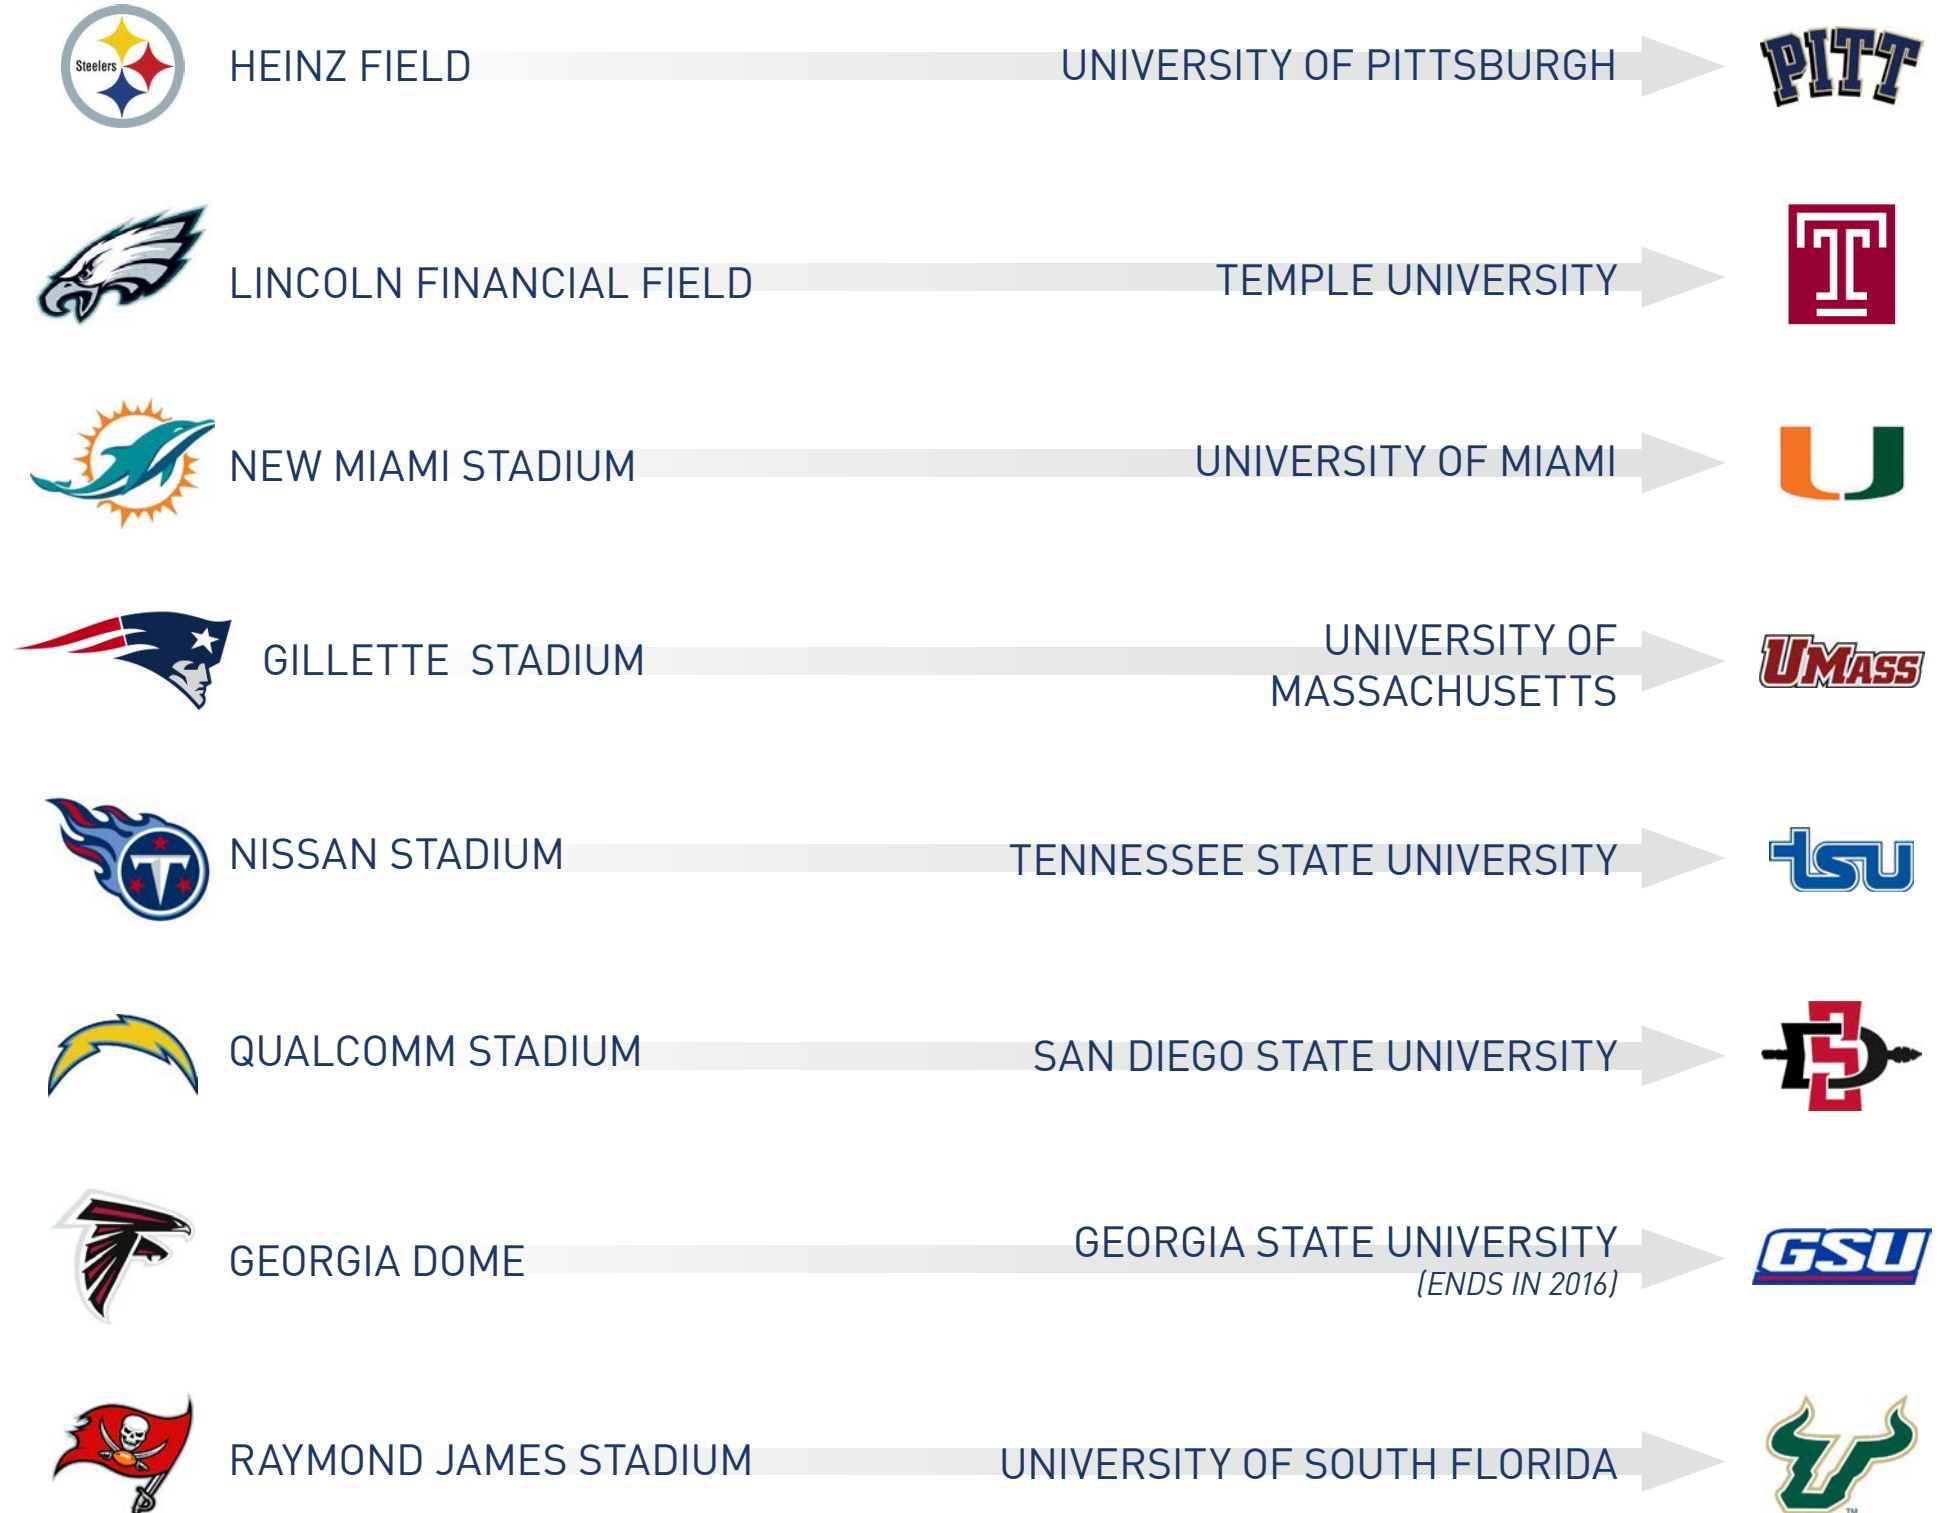 Steelers
HEINZ FIELD
UNIVERSITY OF PITTSBURGH
PITT
LINCOLN FINANCIAL FIELD
TEMPLE UNIVERSITY
T
NEW MIAMI STADIUM
UNIVERSITY OF MIAMI
U
GILLETTE STADIUM
UNIVERSITY OF
MASSACHUSETTS
UMASS
T
NISSAN STADIUM
TENNESSEE STATE UNIVERSITY
tsu
QUALCOMM STADIUM
SAN DIEGO STATE UNIVERSITY
SD
GEORGIA DOME
GEORGIA STATE UNIVERSITY
(ENDS IN 2016)
GSU
RAYMOND JAMES STADIUM
UNIVERSITY OF SOUTH FLORIDA
U
TM